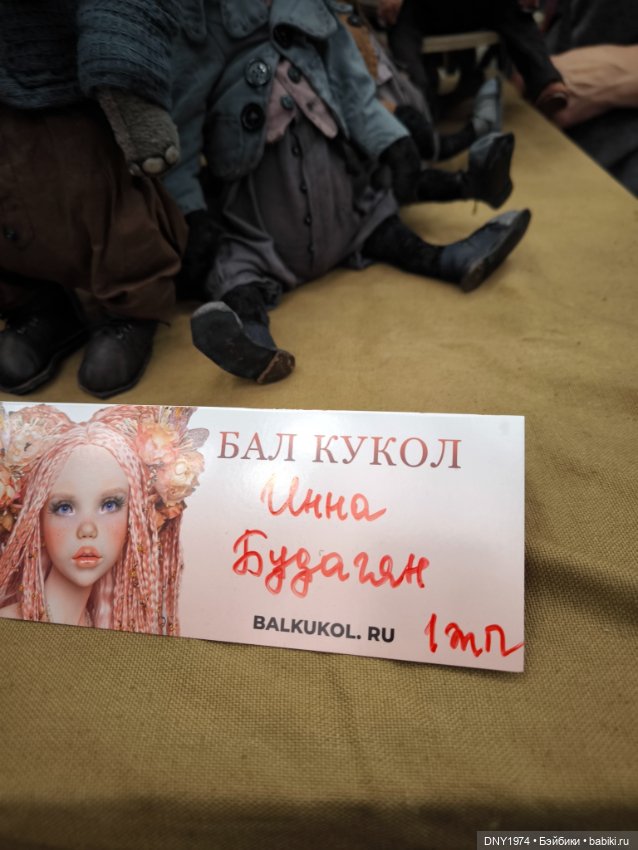 БАЛ КУКОЛ
Инна
Будагян
BALKUKOL. RU
1 эт
DNY1974 • Бэйбики • babiki.ru